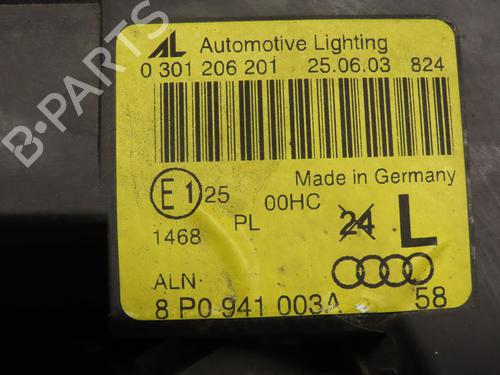 AL Automotive Lighting
0 301 206 201 25.06.03 824
Made in Germany
E1 25 00HC
1468 PL 24 L
ALN
8P0 941 003A 58
B-PARTS